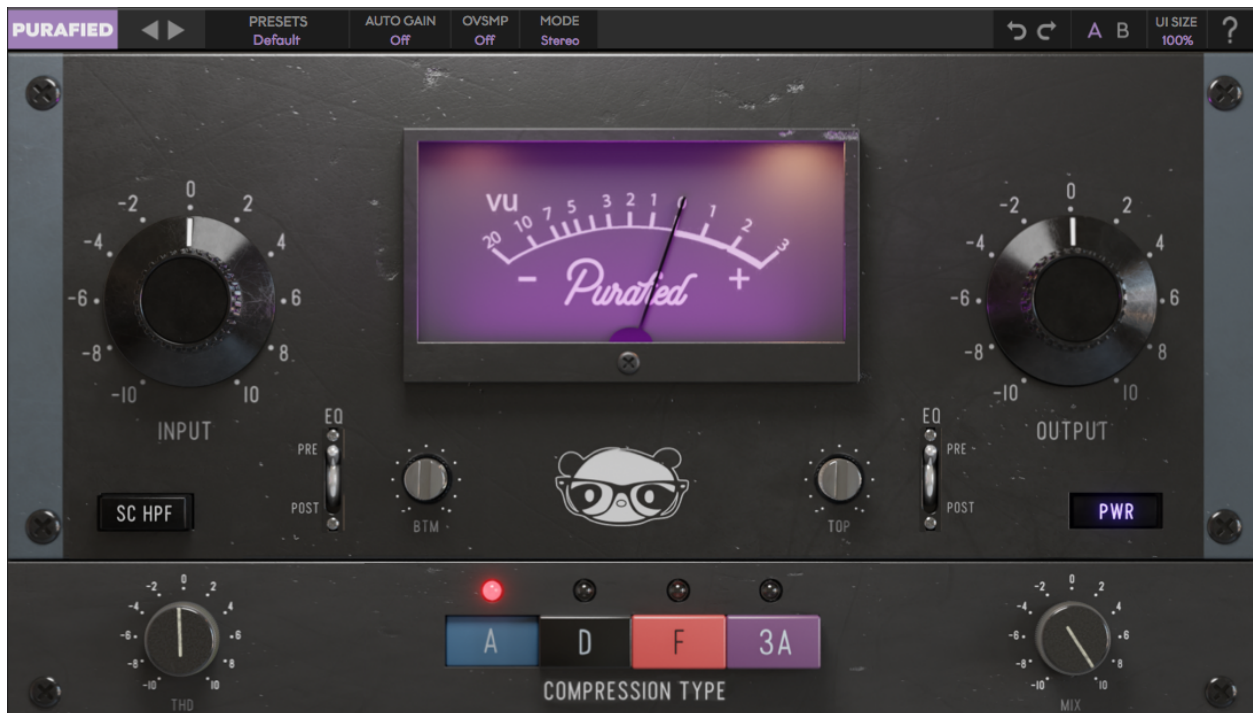 PURAFIED
PRESETS
Default
AUTO GAIN
Off
OVSMP
Off
MODE
Stereo
A B
UI SIZE
100%
?
vu
20 10 7 5 3 2 1 0 1 2 3
- +
Purafied
-10 -8 -6 -4 -2 0 2 4 6 8 10
INPUT
-10 -8 -6 -4 -2 0 2 4 6 8 10
OUTPUT
EQ
PRE
POST
BTM
TOP
EQ
PRE
POST
SC HPF
PWR
-10 -8 -6 -4 -2 0 2 4 6 8 10
THD
A D F 3A
COMPRESSION TYPE
-10 -8 -6 -4 -2 0 2 4 6 8 10
MIX